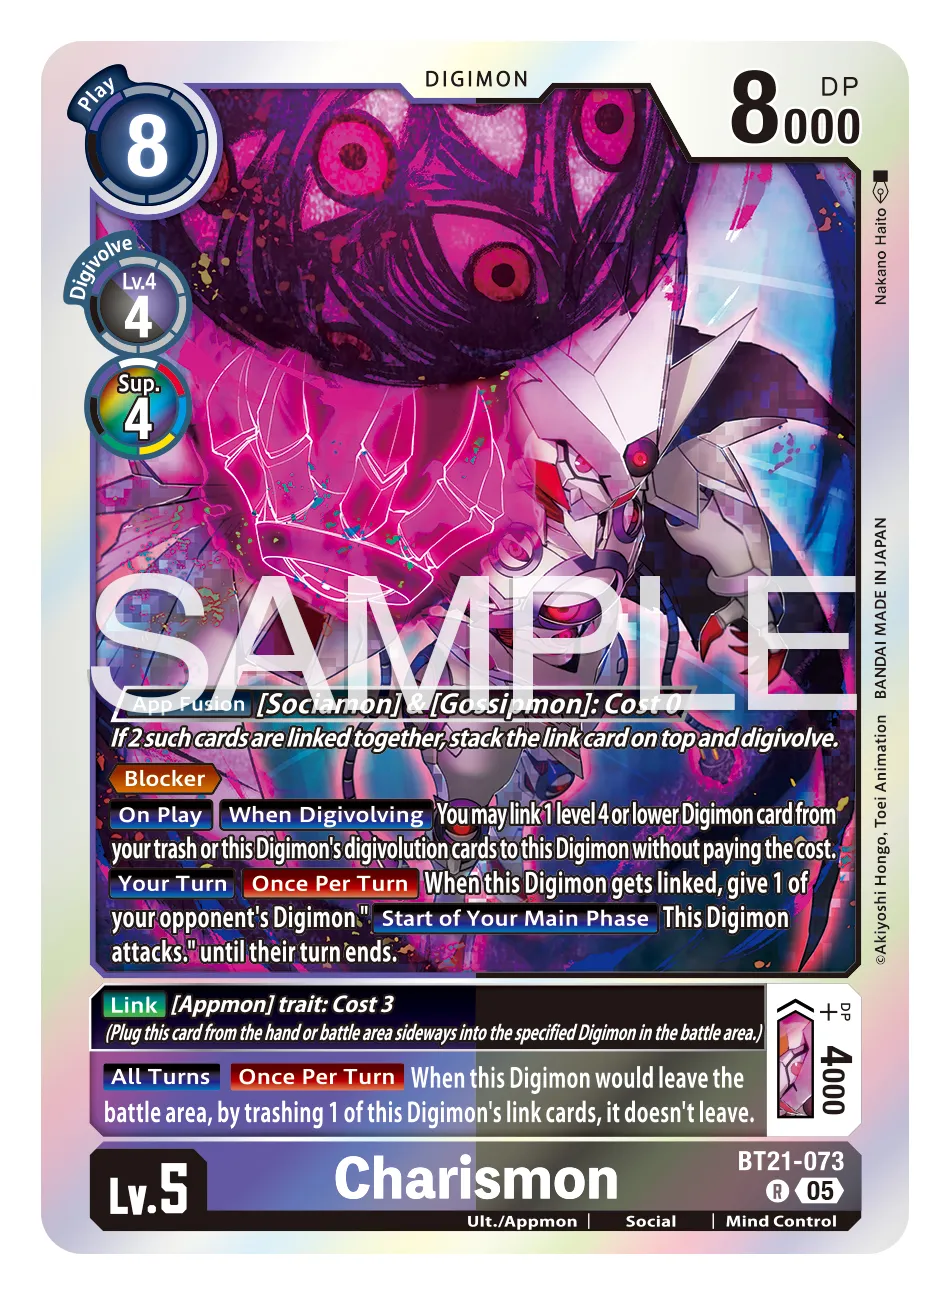 DIGIMON
Play
8
DP
8000
Digivolve
Lv.4
4
Sup.
4
Nakano Haito
SAMPLE
App Fusion [Sociamon] & [Gossipmon]: Cost 0
If 2 such cards are linked together, stack the link card on top and digivolve.
Blocker
On Play When Digivolving You may link 1 level 4 or lower Digimon card from
your trash or this Digimon's digivolution cards to this Digimon without paying the cost.
Your Turn Once Per Turn When this Digimon gets linked, give 1 of
your opponent's Digimon " Start of Your Main Phase This Digimon
attacks." until their turn ends.
©Akiyoshi Hongo, Toei Animation BANDAI MADE IN JAPAN
Link [Appmon] trait: Cost 3
(Plug this card from the hand or battle area sideways into the specified Digimon in the battle area.)
All Turns Once Per Turn When this Digimon would leave the
battle area, by trashing 1 of this Digimon's link cards, it doesn't leave.
DP
+4000
Lv.5
Charismon
BT21-073
R 05
Ult./Appmon | Social | Mind Control